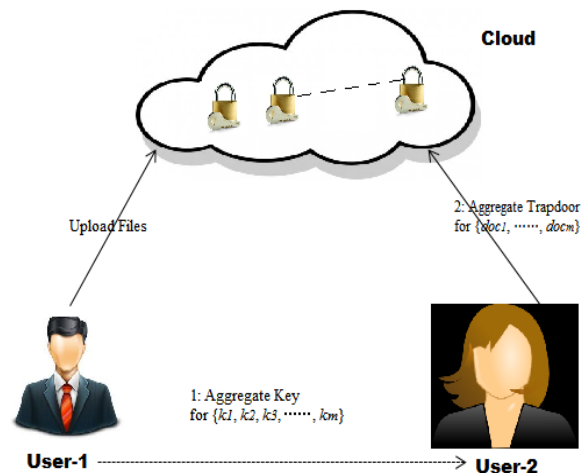 Cloud
Upload Files
2: Aggregate Trapdoor
for {doc1, ······, docm}
1: Aggregate Key
for {k1, k2, k3, ······, km}
User-1
User-2